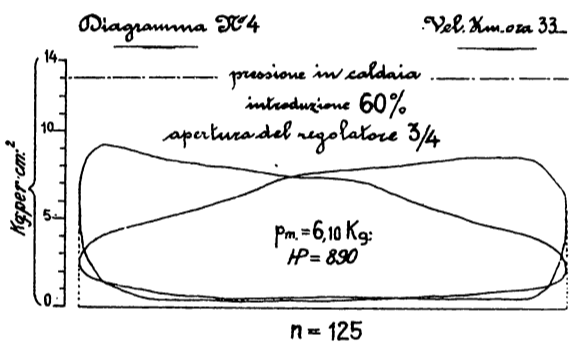 Diagramma N° 4
Vel. Km. ora 33
14
pressione in caldaia
introduzione 60%
10
apertura del regolatore 3/4
Kg per cm.²
5
pm. = 6,10 Kg:
HP = 890
0
n = 125